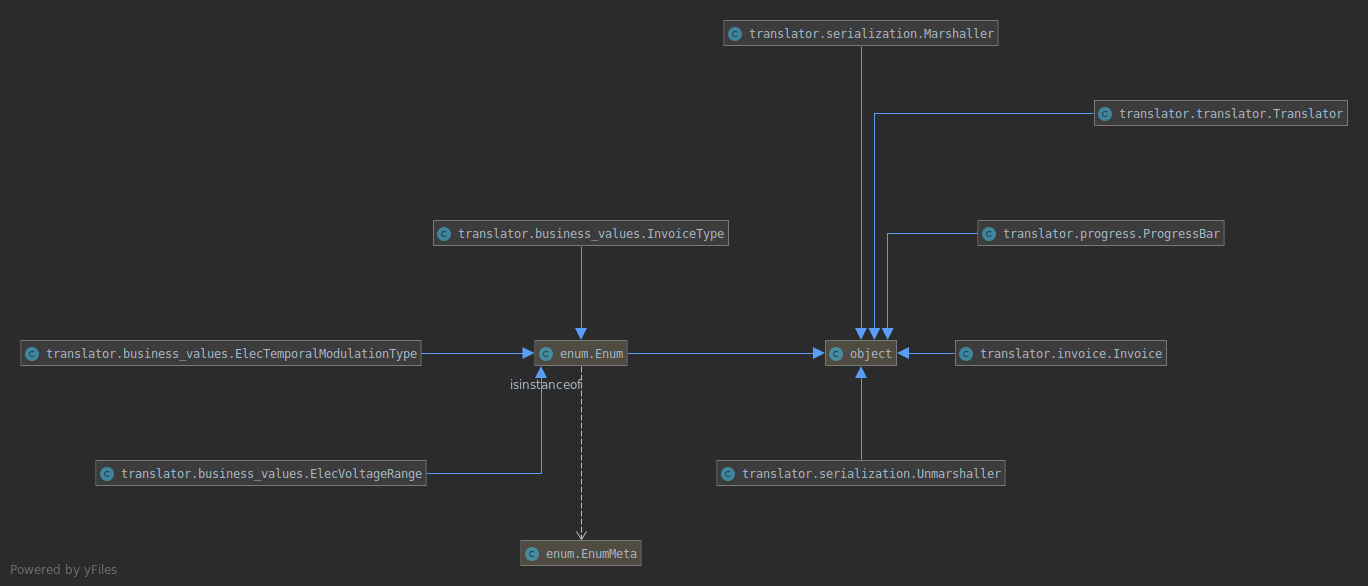 translator.serialization.Marshaller
translator.translator.Translator
translator.business_values.InvoiceType
translator.progress.ProgressBar
translator.business_values.ElecTemporalModulationType
enum.Enum
object
translator.invoice.Invoice
isinstanceof
translator.business_values.ElecVoltageRange
translator.serialization.Unmarshaller
enum.EnumMeta
Powered by yFiles